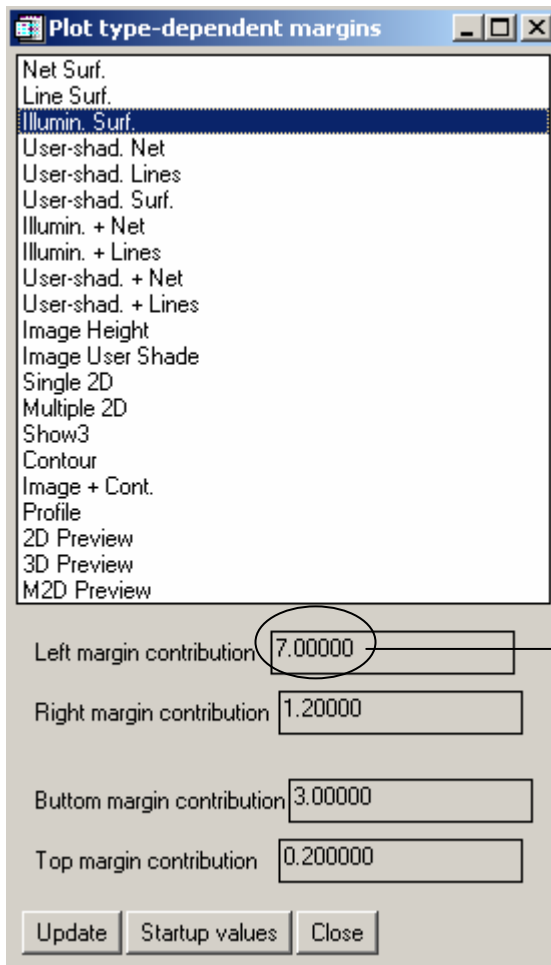 Plot type-dependent margins
Net Surf.
Line Surf.
Illumin. Surf.
User-shad. Net
User-shad. Lines
User-shad. Surf.
Illumin. + Net
Illumin. + Lines
User-shad. + Net
User-shad. + Lines
Image Height
Image User Shade
Single 2D
Multiple 2D
Show3
Contour
Image + Cont.
Profile
2D Preview
3D Preview
M2D Preview
Left margin contribution 7.00000
Right margin contribution 1.20000
Buttom margin contribution 3.00000
Top margin contribution 0.200000
Update Startup values Close